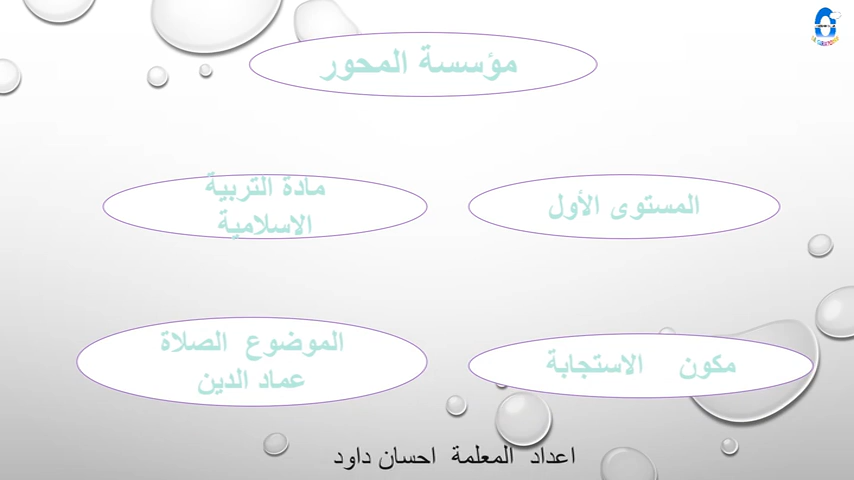 مؤسسة المحور
المستوى الأول
مادة التربية
الاسلامية
مكون الاستجابة
الموضوع الصلاة
عماد الدين
اعداد المعلمة احسان داود